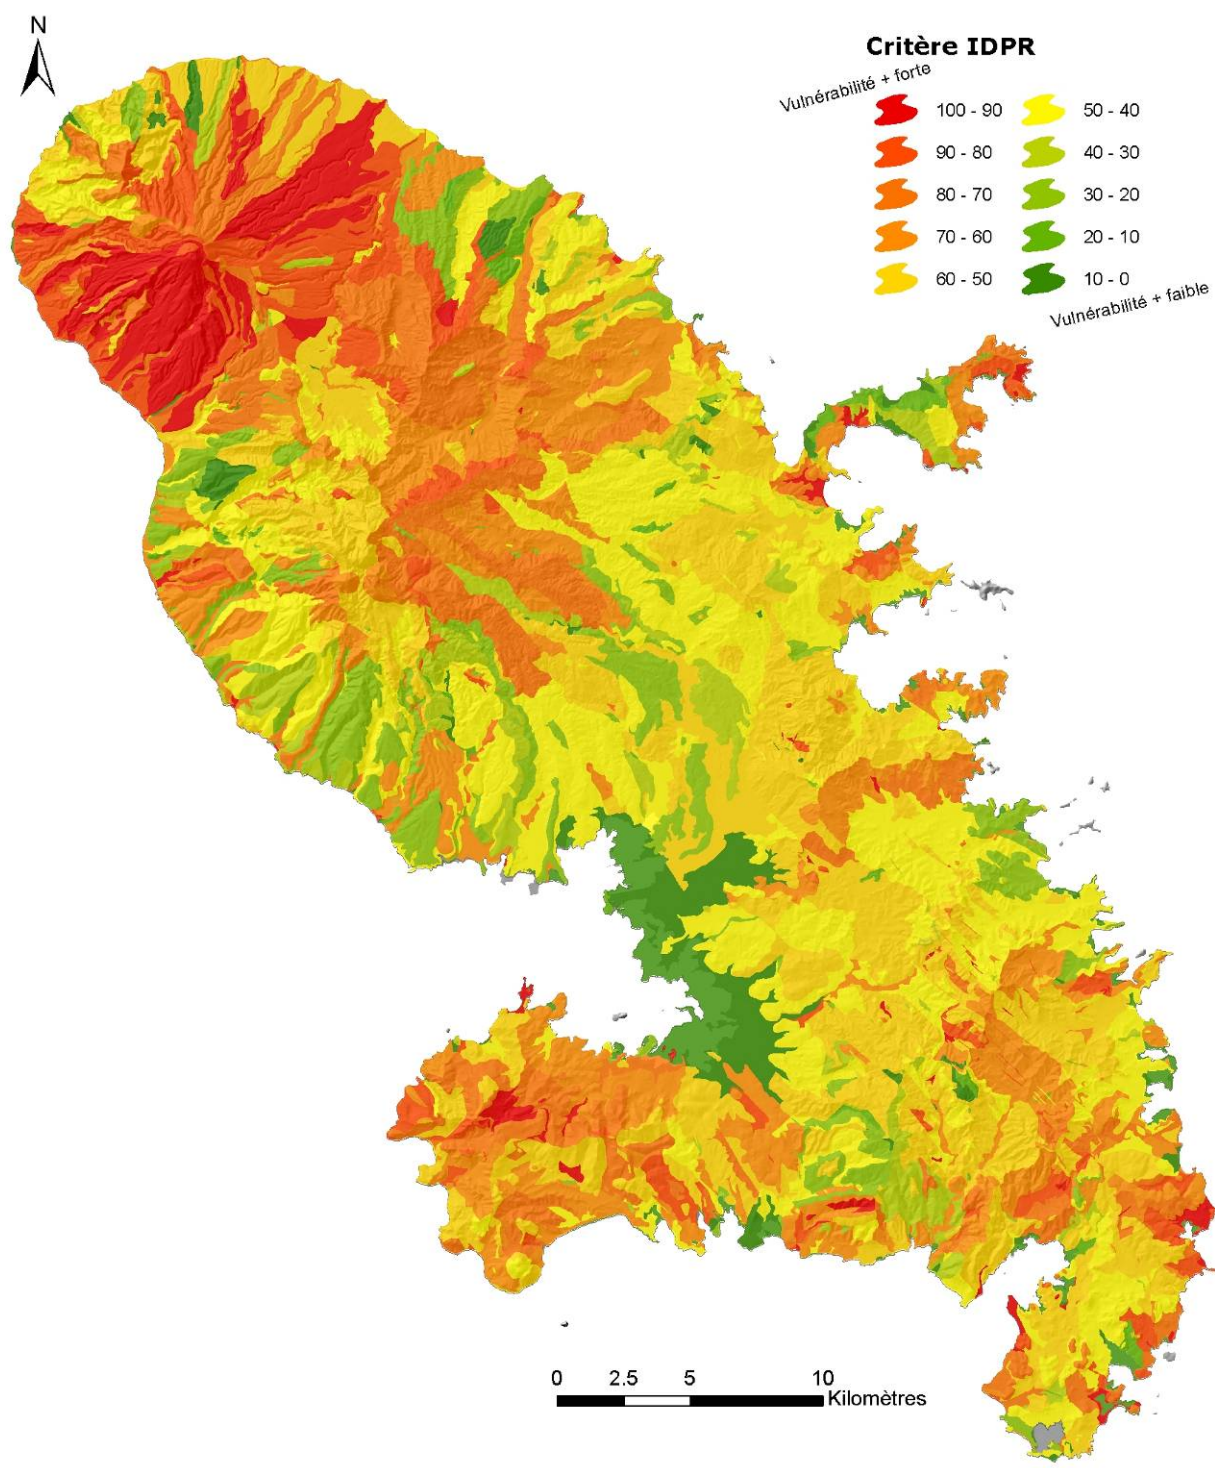 N
Critère IDPR
Vulnérabilité + forte
100 - 90
50 - 40
90 - 80
40 - 30
80 - 70
30 - 20
70 - 60
20 - 10
60 - 50
10 - 0
Vulnérabilité + faible
0 2.5 5 10
Kilomètres